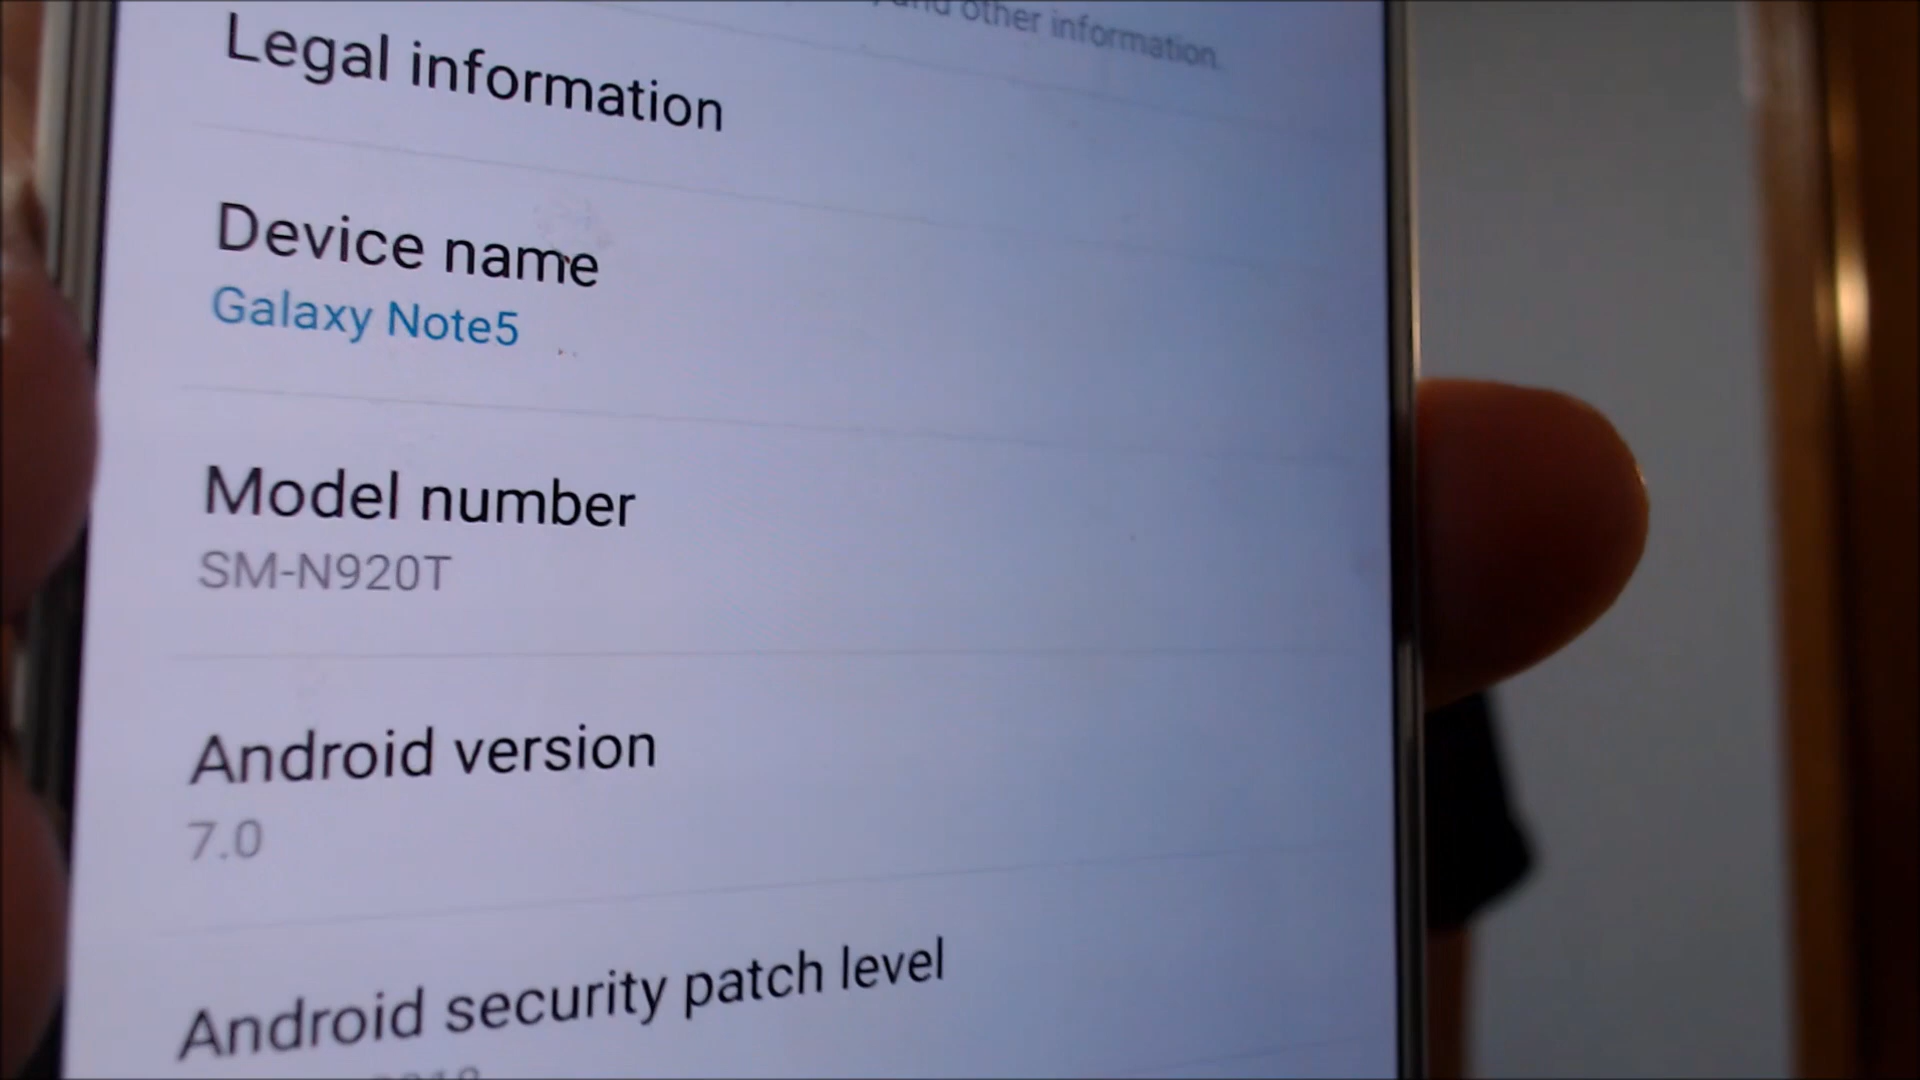 and other information.
Legal information
Device name
Galaxy Note5
Model number
SM-N920T
Android version
7.0
Android security patch level